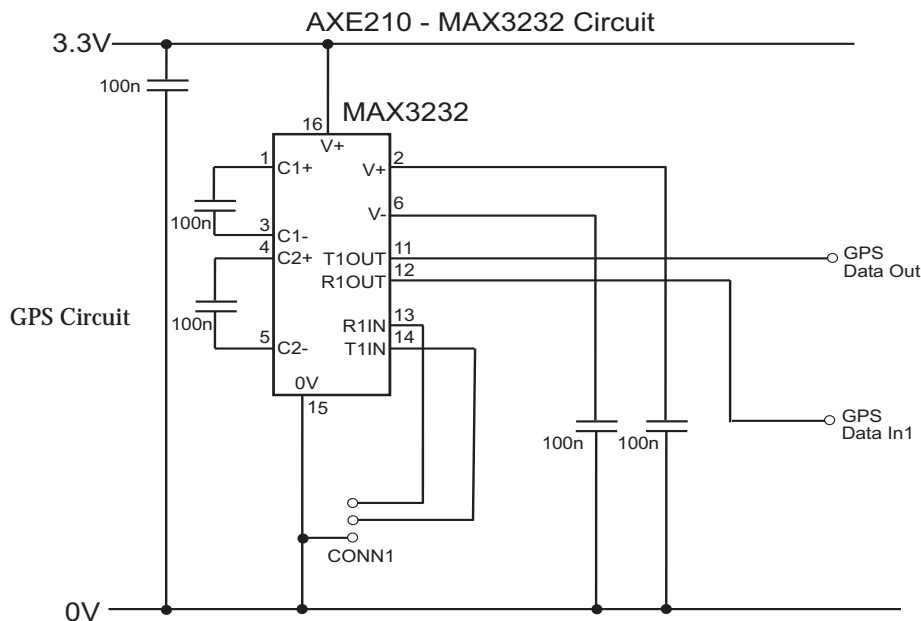 AXE210 - MAX3232 Circuit
3.3V
100n
MAX3232
16
V+
1
C1+
V+
2
100n
V-
6
3
C1-
4
C2+
T1OUT
11
GPS
Data Out
R1OUT
12
GPS Circuit
100n
R1IN
13
5
C2-
T1IN
14
0V
15
GPS
Data In1
100n
100n
CONN1
0V